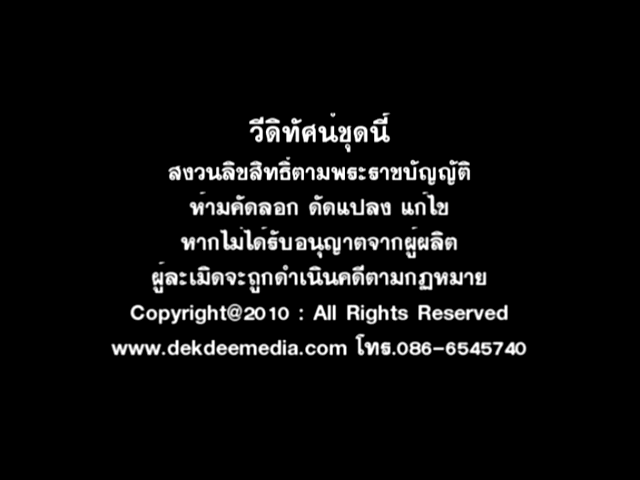 วีดิทัศน์ชุดนี้
สงวนลิขสิทธิ์ตามพระราชบัญญัติ
ห้ามคัดลอก ดัดแปลง แก้ไข
หากไม่ได้รับอนุญาตจากผู้ผลิต
ผู้ละเมิดจะถูกดำเนินคดีตามกฎหมาย
Copyright@2010 : All Rights Reserved
www.dekdeemedia.com โทร.086-6545740